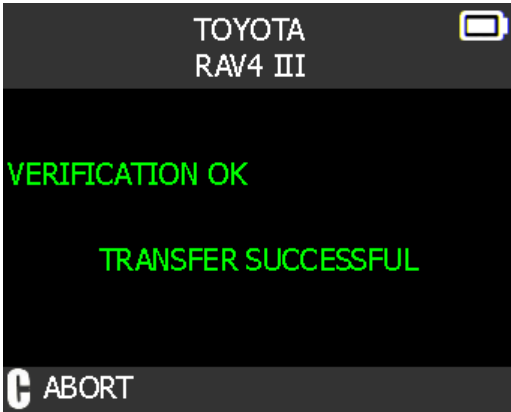 TOYOTA
RAV4 III
VERIFICATION OK
TRANSFER SUCCESSFUL
C ABORT